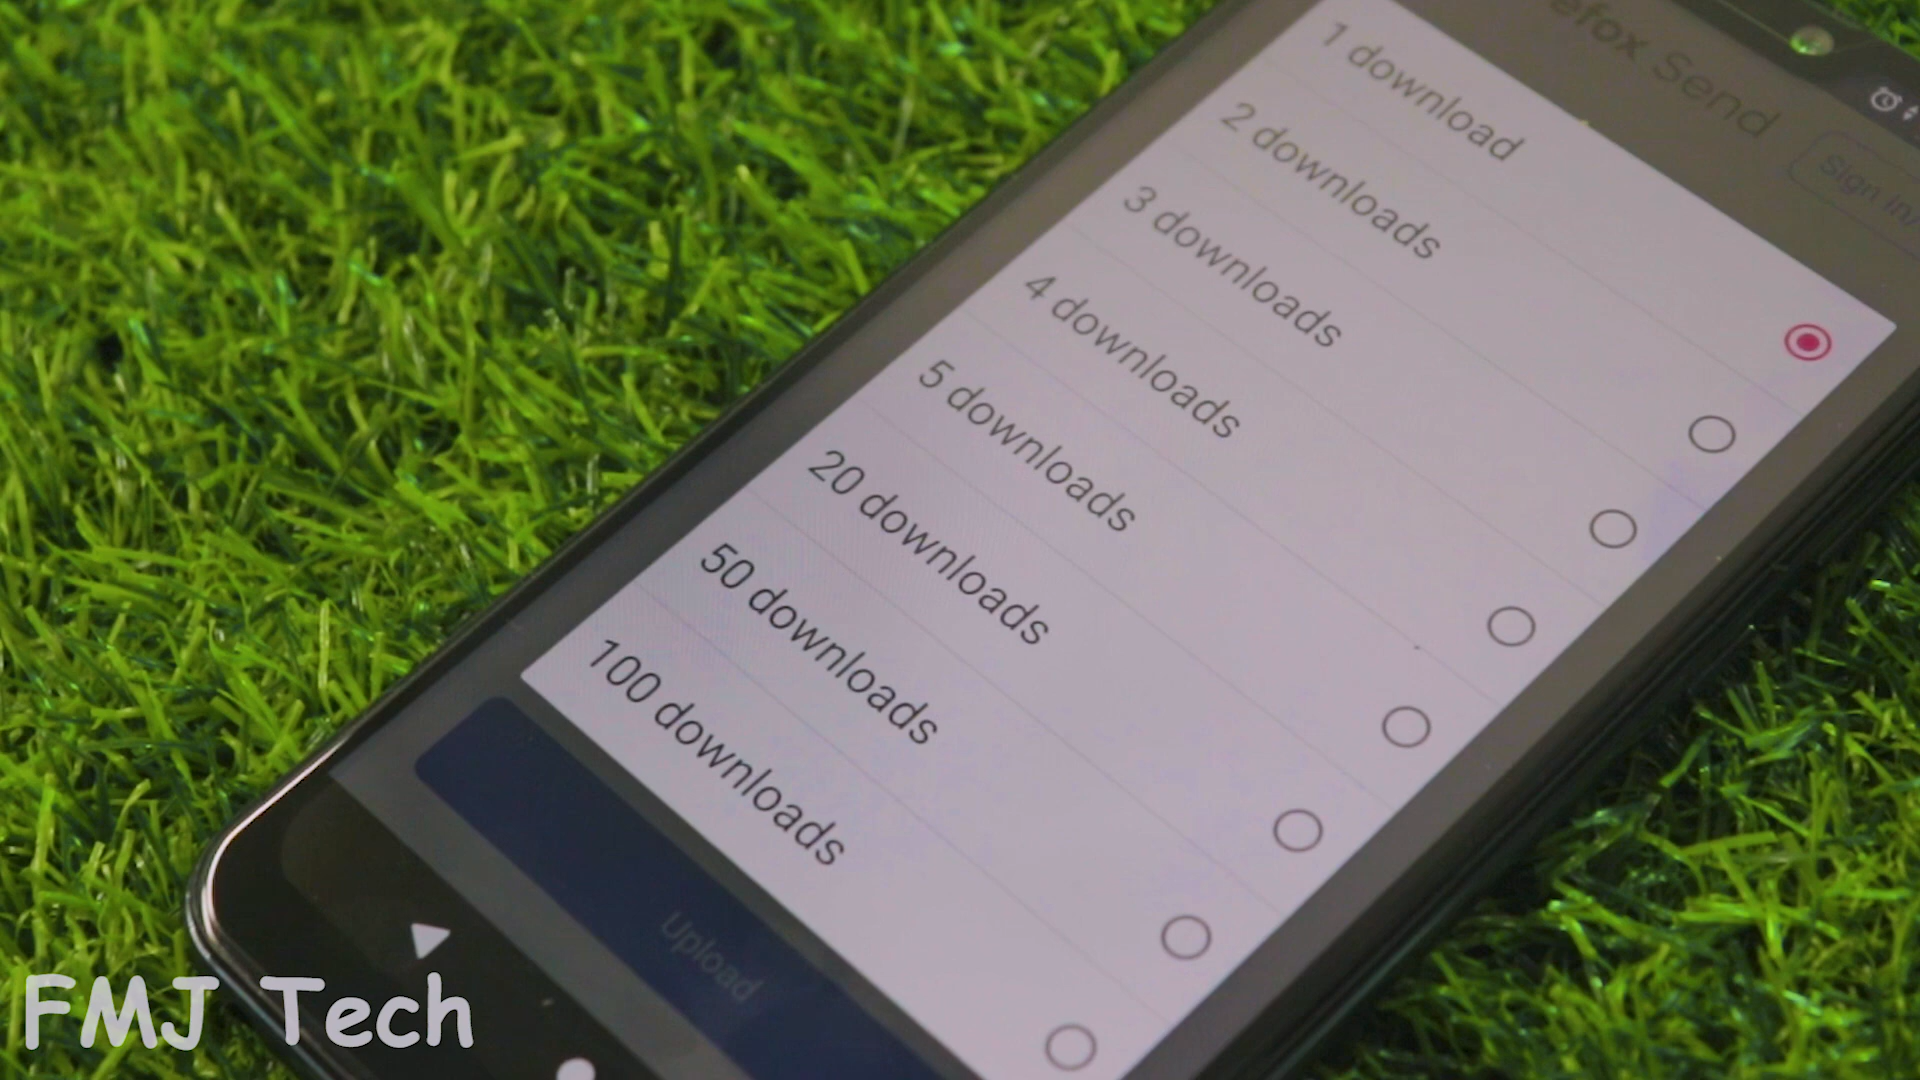 efox Send
Sign In/
1 download
2 downloads
3 downloads
4 downloads
5 downloads
20 downloads
50 downloads
100 downloads
Upload
FMJ Tech